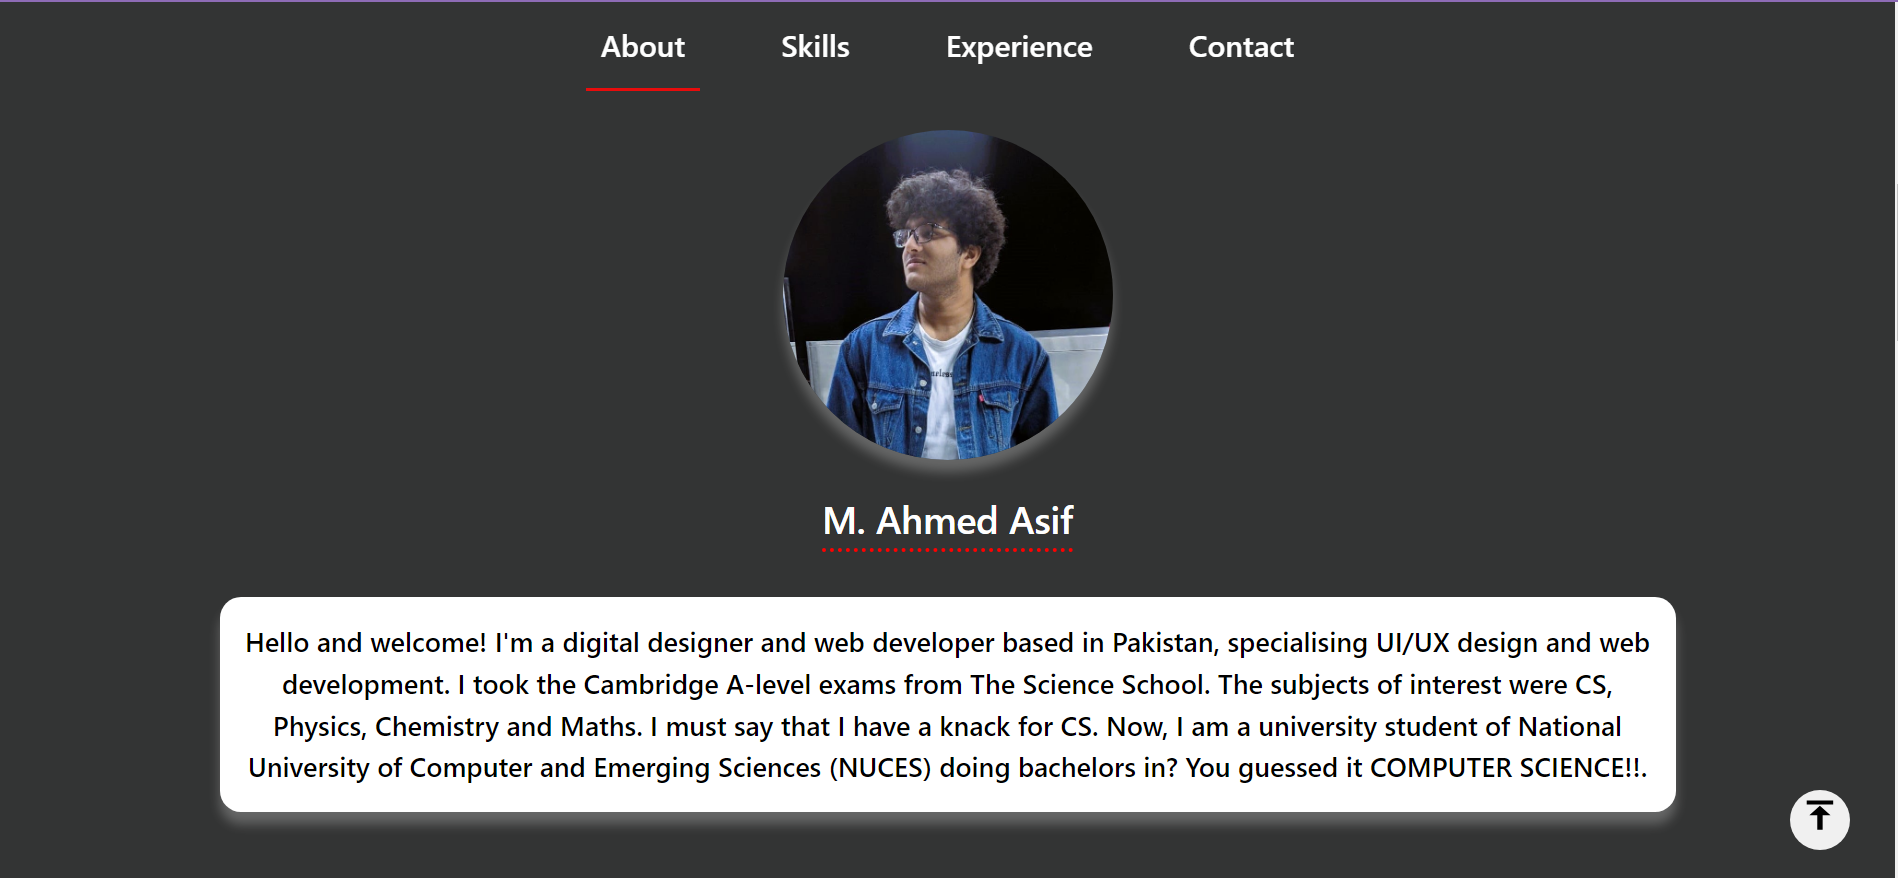 About Skills Experience Contact
M. Ahmed Asif
Hello and welcome! I'm a digital designer and web developer based in Pakistan, specialising UI/UX design and web
development. I took the Cambridge A-level exams from The Science School. The subjects of interest were CS,
Physics, Chemistry and Maths. I must say that I have a knack for CS. Now, I am a university student of National
University of Computer and Emerging Sciences (NUCES) doing bachelors in? You guessed it COMPUTER SCIENCE!!.